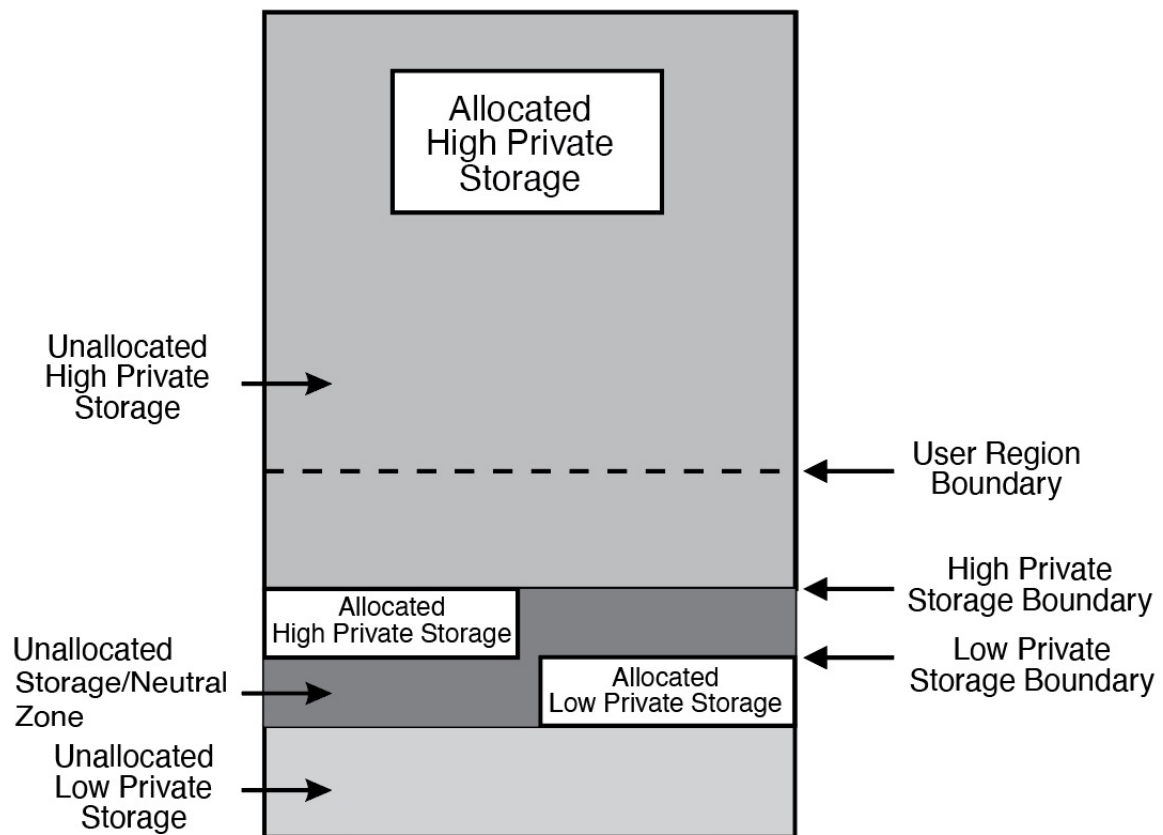 Allocated
High Private
Storage
Unallocated
High Private
Storage
User Region
Boundary
High Private
Storage Boundary
Allocated
High Private Storage
Low Private
Storage Boundary
Unallocated
Storage/Neutral
Zone
Allocated
Low Private Storage
Unallocated
Low Private
Storage